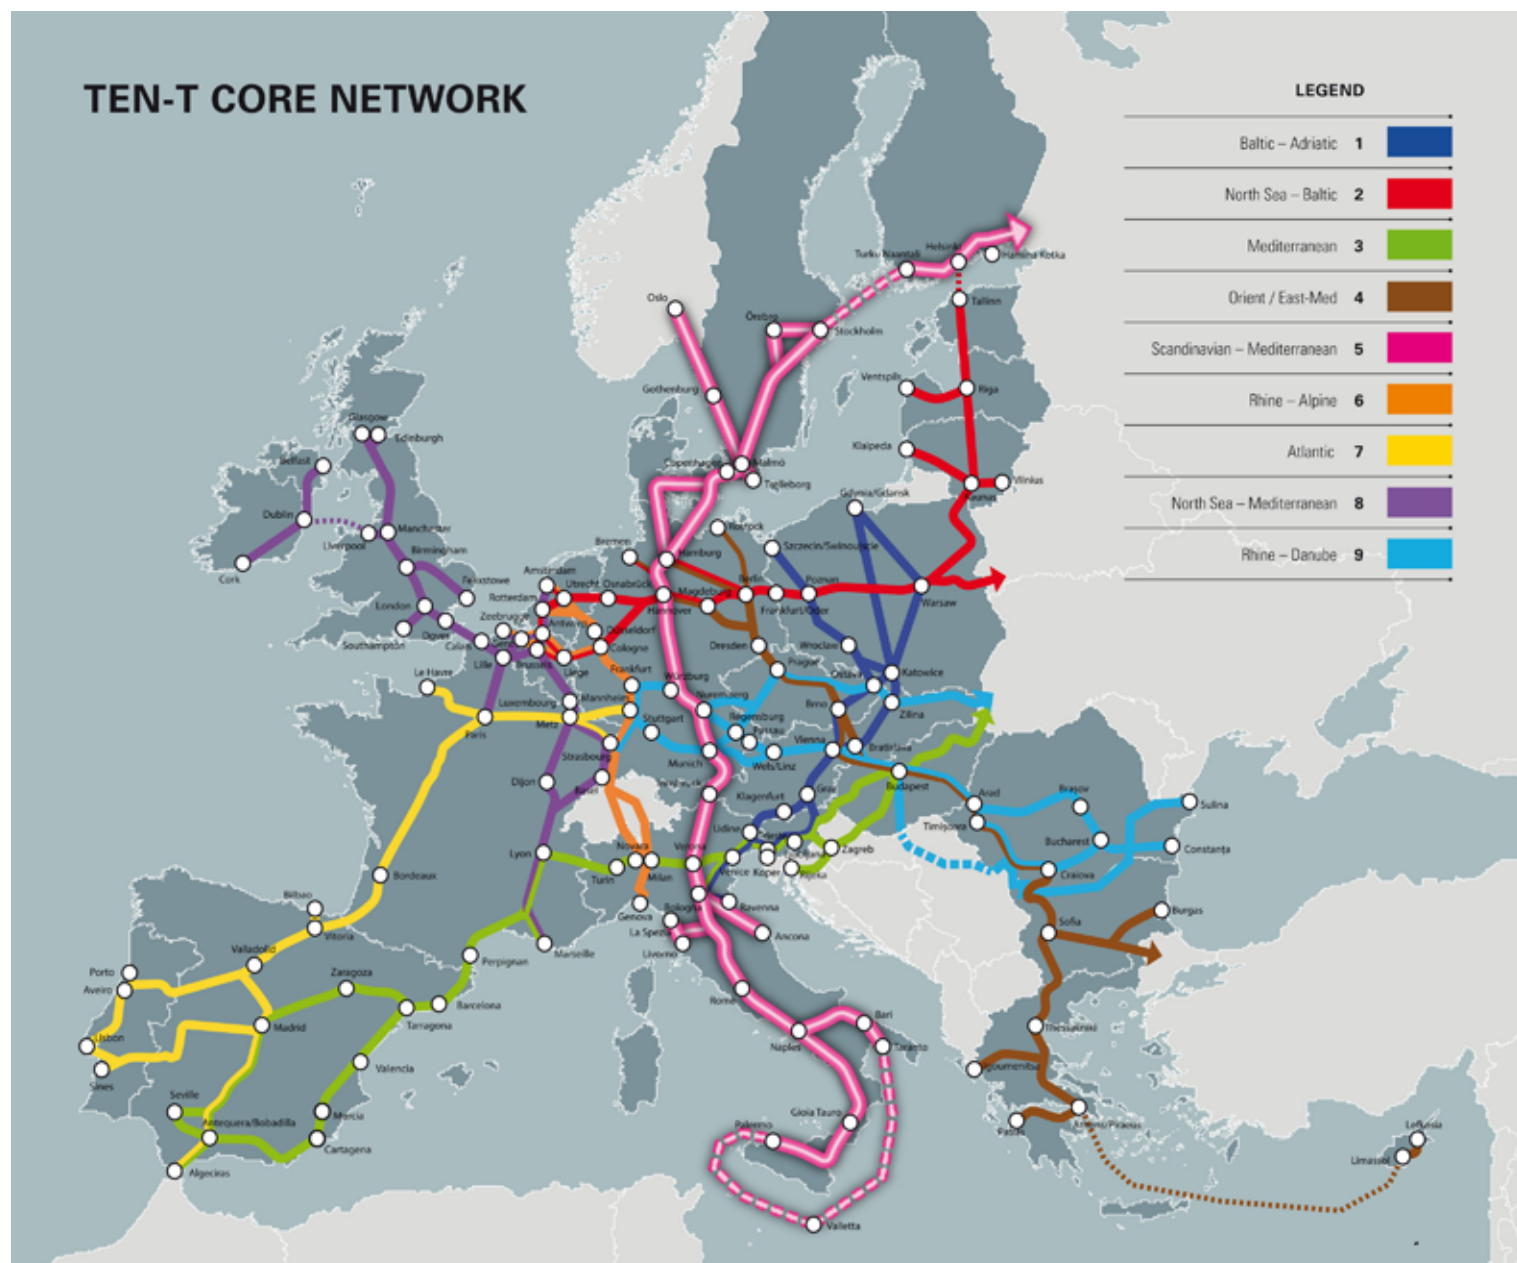 TEN-T CORE NETWORK
LEGEND
Baltic – Adriatic 1
North Sea – Baltic 2
Mediterranean 3
Orient / East-Med 4
Scandinavian – Mediterranean 5
Rhine – Alpine 6
Atlantic 7
North Sea – Mediterranean 8
Rhine – Danube 9
Turku Naantali
Helsinki
Hamina Kotka
Oslo
Örebro
Stockholm
Tallinn
Gothenburg
Ventspils
Riga
Klaipeda
Glasgow
Edinburgh
Belfast
Copenhagen
Malmö
Trelleborg
Vilnius
Gdynia/Gdansk
Dublin
Liverpool
Manchester
Rostock
Cork
Birmingham
Bremen
Hamburg
Szczecin/Swinoujscie
Felixstowe
Amsterdam
Utrecht
Osnabrück
Magdeburg
Berlin
Poznan
Rotterdam
Hannover
Frankfurt/Oder
Warsaw
London
Zeebrugge
Antwerp
Düsseldorf
Southampton
Dover
Calais
Cologne
Dresden
Wroclaw
Lille
Brussels
Liège
Frankfurt
Prague
Ostava
Katowice
Le Havre
Luxembourg
Mannheim
Würzburg
Nuremberg
Brno
Zilina
Paris
Metz
Stuttgart
Regensburg
Passau
Strasbourg
Munich
Wels/Linz
Vienna
Bratislava
Dijon
Basel
Innsbruck
Klagenfurt
Graz
Budapest
Arad
Brașov
Sulina
Udine
Timișoara
Bucharest
Constanța
Lyon
Novara
Verona
Ljubljana
Zagreb
Turin
Milan
Venice
Koper
Rijeka
Craiova
Bordeaux
Bilbao
Genova
Bologna
Ravenna
Vitoria
La Spezia
Ancona
Sofia
Burgas
Valladolid
Marseille
Livorno
Porto
Zaragoza
Perpignan
Aveiro
Barcelona
Rome
Madrid
Tarragona
Naples
Bari
Thessaloniki
Lisbon
Taranto
Valencia
Igoumenitsa
Sines
Seville
Murcia
Gioia Tauro
Antequera/Bobadilla
Palermo
Patras
Athens/Piraeus
Lefkosia
Cartagena
Limassol
Algeciras
Valletta